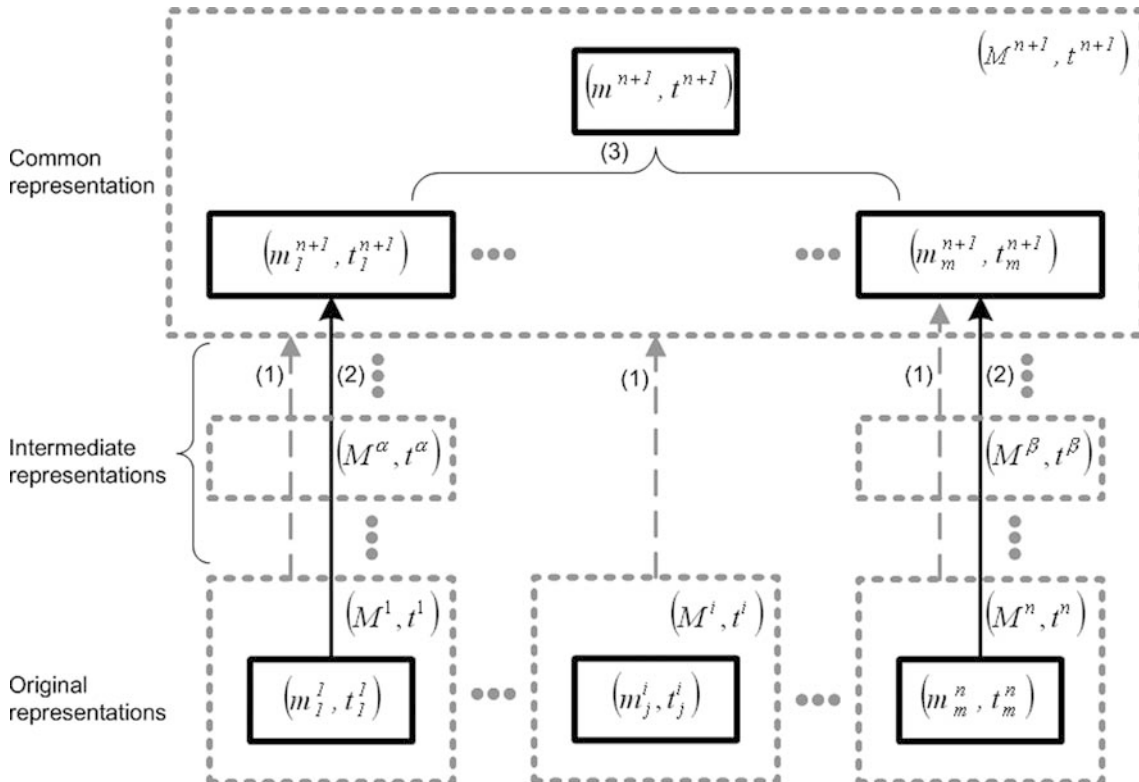 (M^{n+1}, t^{n+1})
(m^{n+1}, t^{n+1})
(3)
Common
representation
(m_1^{n+1}, t_1^{n+1})
(m_m^{n+1}, t_m^{n+1})
(1)
(2)
(1)
(1)
(2)
Intermediate
representations
(M^α, t^α)
(M^β, t^β)
(M^1, t^1)
(M^i, t^i)
(M^n, t^n)
Original
representations
(m_1^1, t_1^1)
(m_j^i, t_j^i)
(m_m^n, t_m^n)